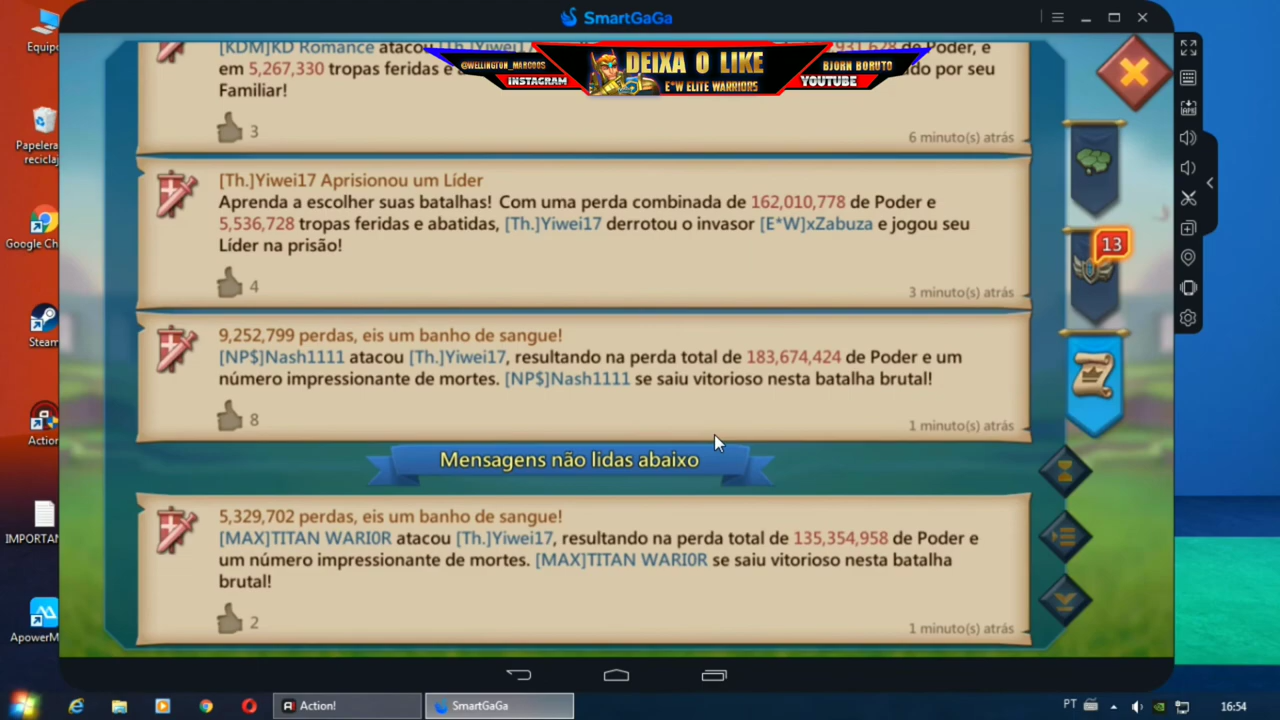 SmartGaGa
Equipo
[KDM]KD Romance atacou [Th.]Yiwei17
de Poder, e
em 5,267,330 tropas feridas e
por seu
Familiar!
@WELLINGTON_MARCOOS
INSTAGRAM
DEIXA O LIKE
E*W ELITE WARRIORS
BJORN BORUTO
YOUTUBE
3
6 minuto(s) atrás
[Th.]Yiwei17 Aprisionou um Líder
Aprenda a escolher suas batalhas! Com uma perda combinada de 162,010,778 de Poder e
5,536,728 tropas feridas e abatidas, [Th.]Yiwei17 derrotou o invasor [E*W]xZabuza e jogou seu
Líder na prisão!
4
3 minuto(s) atrás
9,252,799 perdas, eis um banho de sangue!
[NP$]Nash1111 atacou [Th.]Yiwei17, resultando na perda total de 183,674,424 de Poder e um
número impressionante de mortes. [NP$]Nash1111 se saiu vitorioso nesta batalha brutal!
8
1 minuto(s) atrás
Mensagens não lidas abaixo
5,329,702 perdas, eis um banho de sangue!
[MAX]TITAN WARI0R atacou [Th.]Yiwei17, resultando na perda total de 135,354,958 de Poder e
um número impressionante de mortes. [MAX]TITAN WARI0R se saiu vitorioso nesta batalha
brutal!
2
1 minuto(s) atrás
13
Papelera
reciclaj
Google Ch
Steam
Action
IMPORTAN
ApowerM
Action!
SmartGaGa
PT
16:54